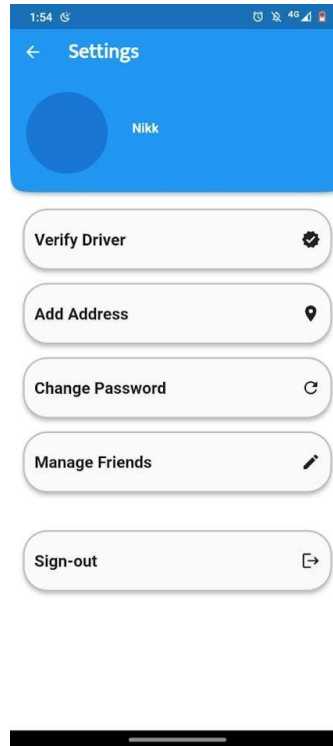 1:54
4G
Settings
Nikk
Verify Driver
Add Address
Change Password
Manage Friends
Sign-out